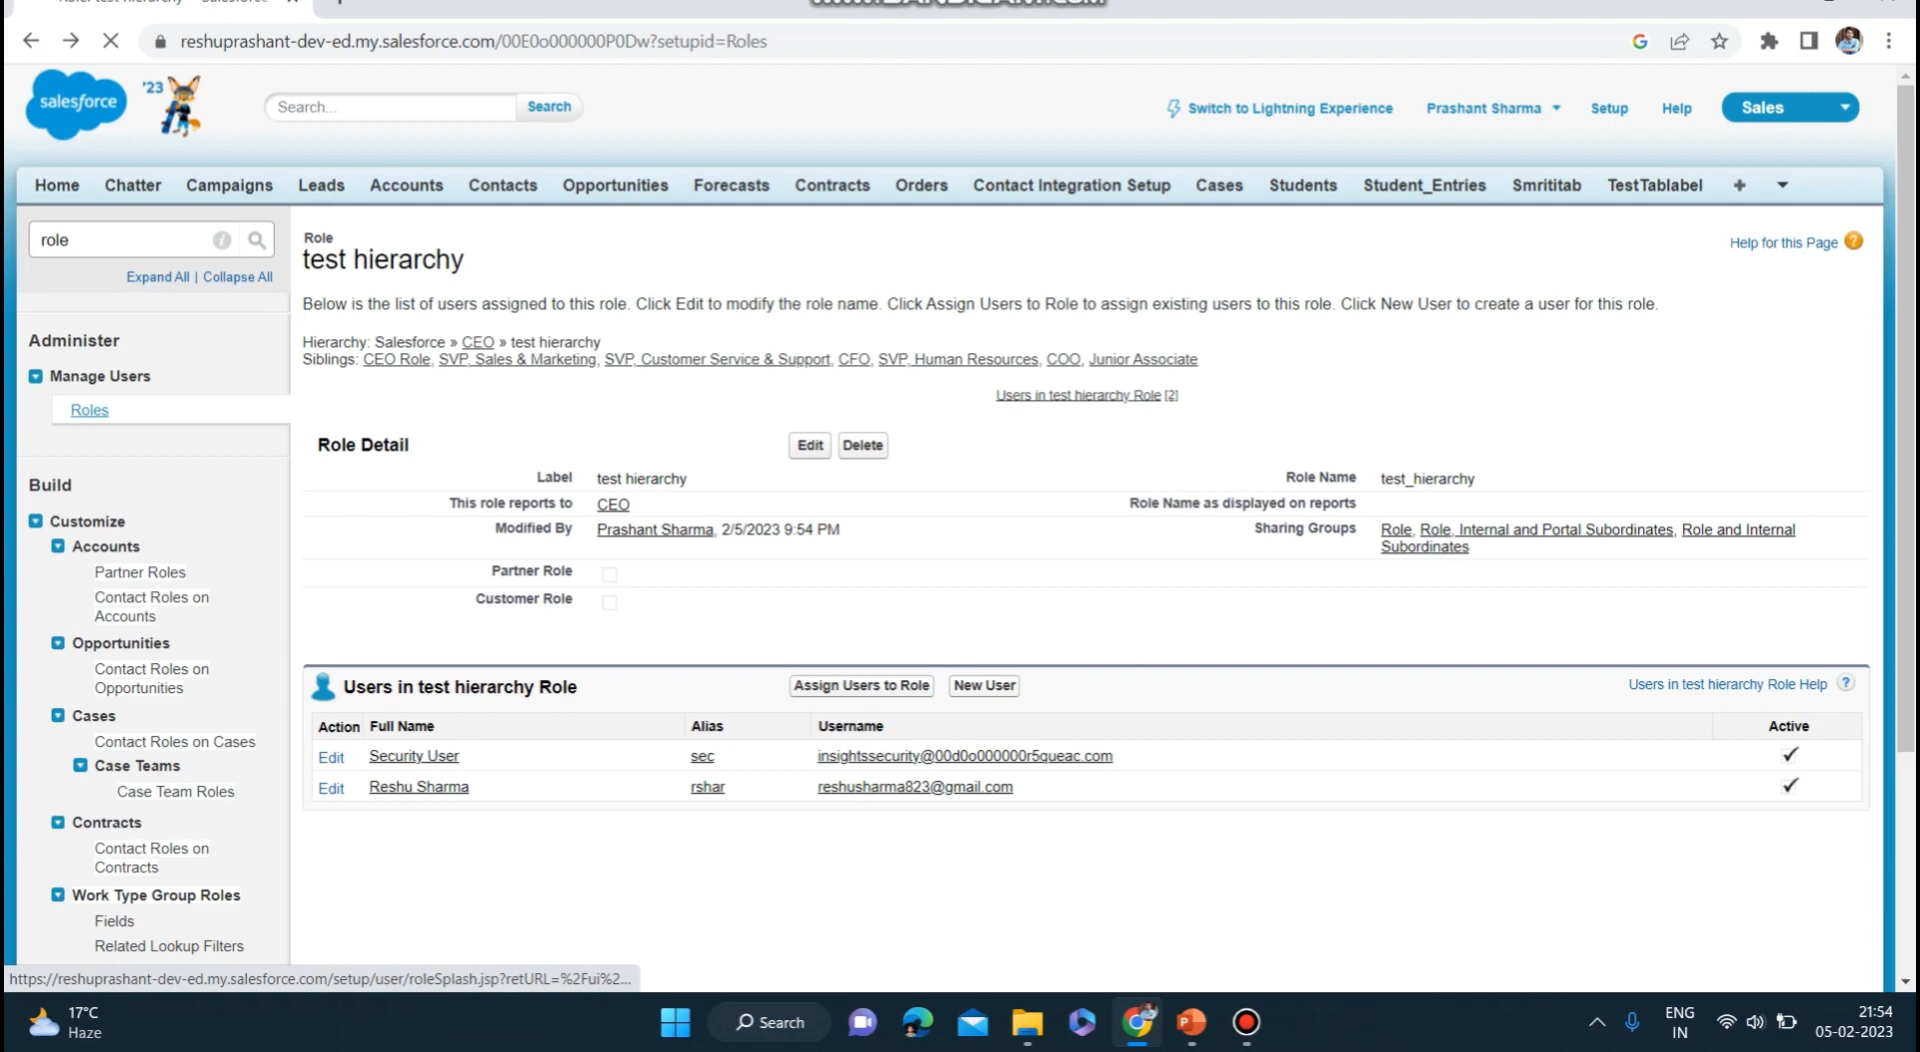 Role: test hierarchy ~ Salesforce
www.BANDICAM.com
reshuprashant-dev-ed.my.salesforce.com/00E0o000000P0Dw?setupid=Roles
salesforce
'23
Search...
Search
Switch to Lightning Experience
Prashant Sharma
Setup
Help
Sales
Home Chatter Campaigns Leads Accounts Contacts Opportunities Forecasts Contracts Orders Contact Integration Setup Cases Students Student_Entries Smrititab TestTablabel +
role
Expand All | Collapse All
Administer
Manage Users
Roles
Build
Customize
Accounts
Partner Roles
Contact Roles on
Accounts
Opportunities
Contact Roles on
Opportunities
Cases
Contact Roles on Cases
Case Teams
Case Team Roles
Contracts
Contact Roles on
Contracts
Work Type Group Roles
Fields
Related Lookup Filters
Role
test hierarchy
Help for this Page
Below is the list of users assigned to this role. Click Edit to modify the role name. Click Assign Users to Role to assign existing users to this role. Click New User to create a user for this role.
Hierarchy: Salesforce » CEO » test hierarchy
Siblings: CEO Role, SVP, Sales & Marketing, SVP, Customer Service & Support, CFO, SVP, Human Resources, COO, Junior Associate
Users in test hierarchy Role [2]
Role Detail
Edit Delete
Label test hierarchy Role Name test_hierarchy
This role reports to CEO Role Name as displayed on reports
Modified By Prashant Sharma, 2/5/2023 9:54 PM Sharing Groups Role, Role, Internal and Portal Subordinates, Role and Internal
Subordinates
Partner Role
Customer Role
Users in test hierarchy Role
Assign Users to Role New User
Users in test hierarchy Role Help ?
Action Full Name Alias Username Active
Edit Security User sec insightssecurity@00d0o000000r5queac.com
Edit Reshu Sharma rshar reshusharma823@gmail.com
https://reshuprashant-dev-ed.my.salesforce.com/setup/user/roleSplash.jsp?retURL=%2Fui%2...
17°C
Haze
Search
ENG
IN
21:54
05-02-2023